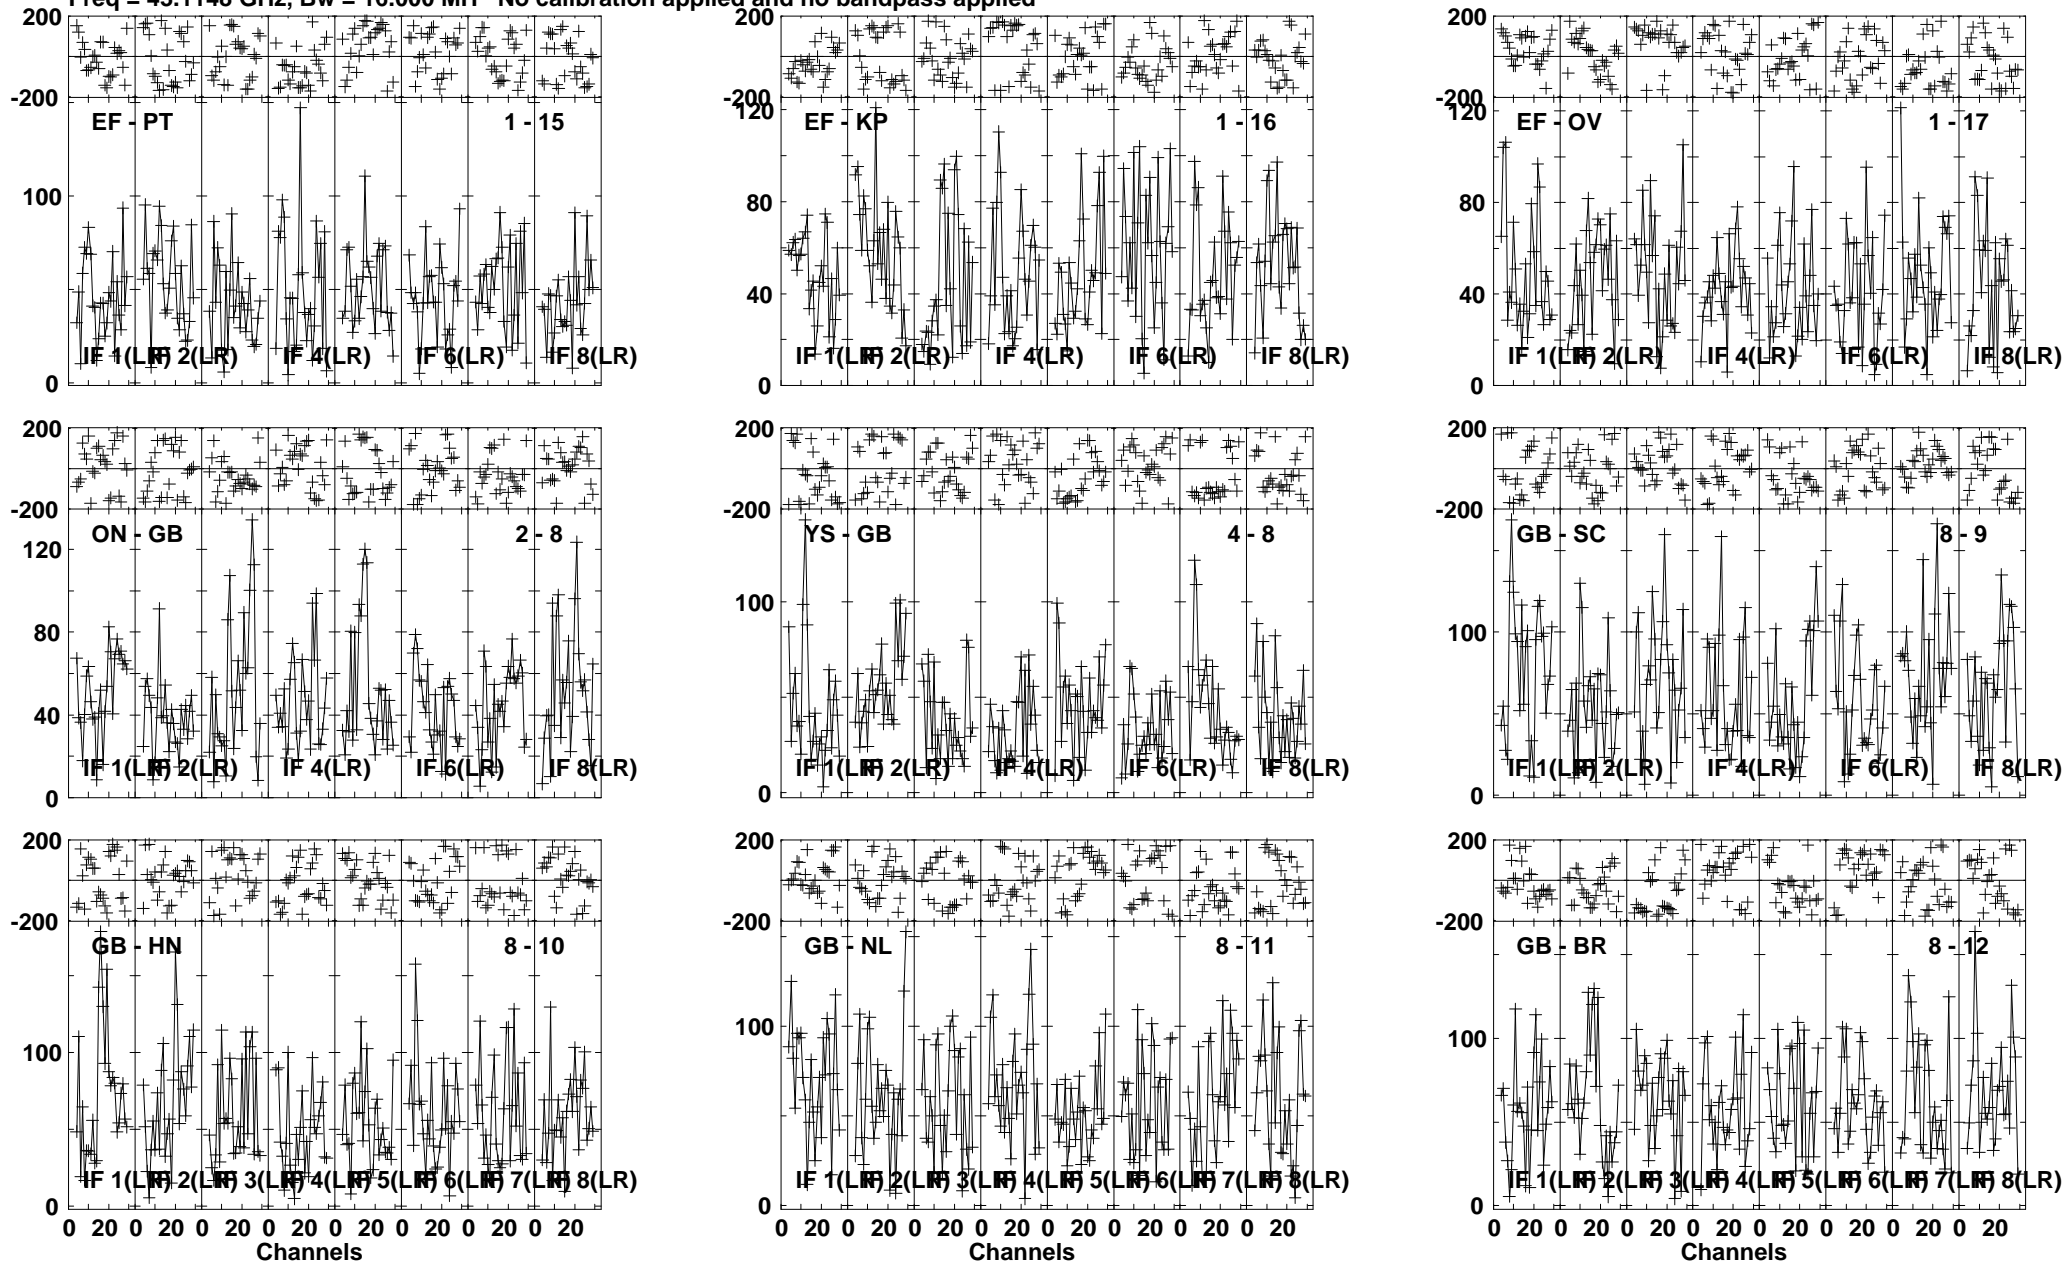 Freq = 43.1148 GHz, Bw = 16.000 MH No calibration applied and no bandpass applied
200
-200
EF - PT 1 - 15
100
0
IF 1(LR) IF 2(LR) IF 4(LR) IF 6(LR) IF 8(LR)
200
-200
120
EF - KP 1 - 16
80
40
0
IF 1(LR) IF 2(LR) IF 4(LR) IF 6(LR) IF 8(LR)
200
-200
120
EF - OV 1 - 17
80
40
0
IF 1(LR) IF 2(LR) IF 4(LR) IF 6(LR) IF 8(LR)
200
-200
ON - GB 2 - 8
120
80
40
0
IF 1(LR) IF 2(LR) IF 4(LR) IF 6(LR) IF 8(LR)
200
-200
YS - GB 4 - 8
100
0
IF 1(LR) IF 2(LR) IF 4(LR) IF 6(LR) IF 8(LR)
200
-200
GB - SC 8 - 9
100
0
IF 1(LR) IF 2(LR) IF 4(LR) IF 6(LR) IF 8(LR)
200
-200
GB - HN 8 - 10
100
0
IF 1(LR) IF 2(LR) IF 3(LR) IF 4(LR) IF 5(LR) IF 6(LR) IF 7(LR) IF 8(LR)
0 20 0 20 0 20 0 20 0 20 0 20 0 20 0 20
Channels
200
-200
GB - NL 8 - 11
100
0
IF 1(LR) IF 2(LR) IF 3(LR) IF 4(LR) IF 5(LR) IF 6(LR) IF 7(LR) IF 8(LR)
0 20 0 20 0 20 0 20 0 20 0 20 0 20 0 20
Channels
200
-200
GB - BR 8 - 12
100
0
IF 1(LR) IF 2(LR) IF 3(LR) IF 4(LR) IF 5(LR) IF 6(LR) IF 7(LR) IF 8(LR)
0 20 0 20 0 20 0 20 0 20 0 20 0 20 0 20
Channels